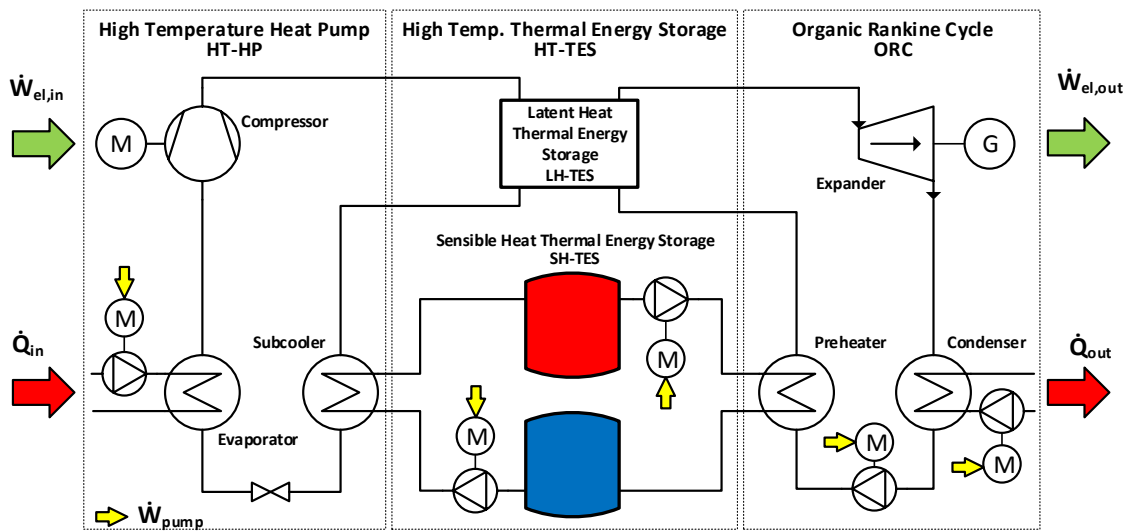 High Temperature Heat Pump
HT-HP
High Temp. Thermal Energy Storage
HT-TES
Organic Rankine Cycle
ORC
Ẇel,in
Ẇel,out
M
Compressor
Latent Heat
Thermal Energy
Storage
LH-TES
G
Expander
Sensible Heat Thermal Energy Storage
SH-TES
M
Q̇in
Subcooler
M
Preheater
Condenser
Q̇out
M
Evaporator
M
M
Ẇpump